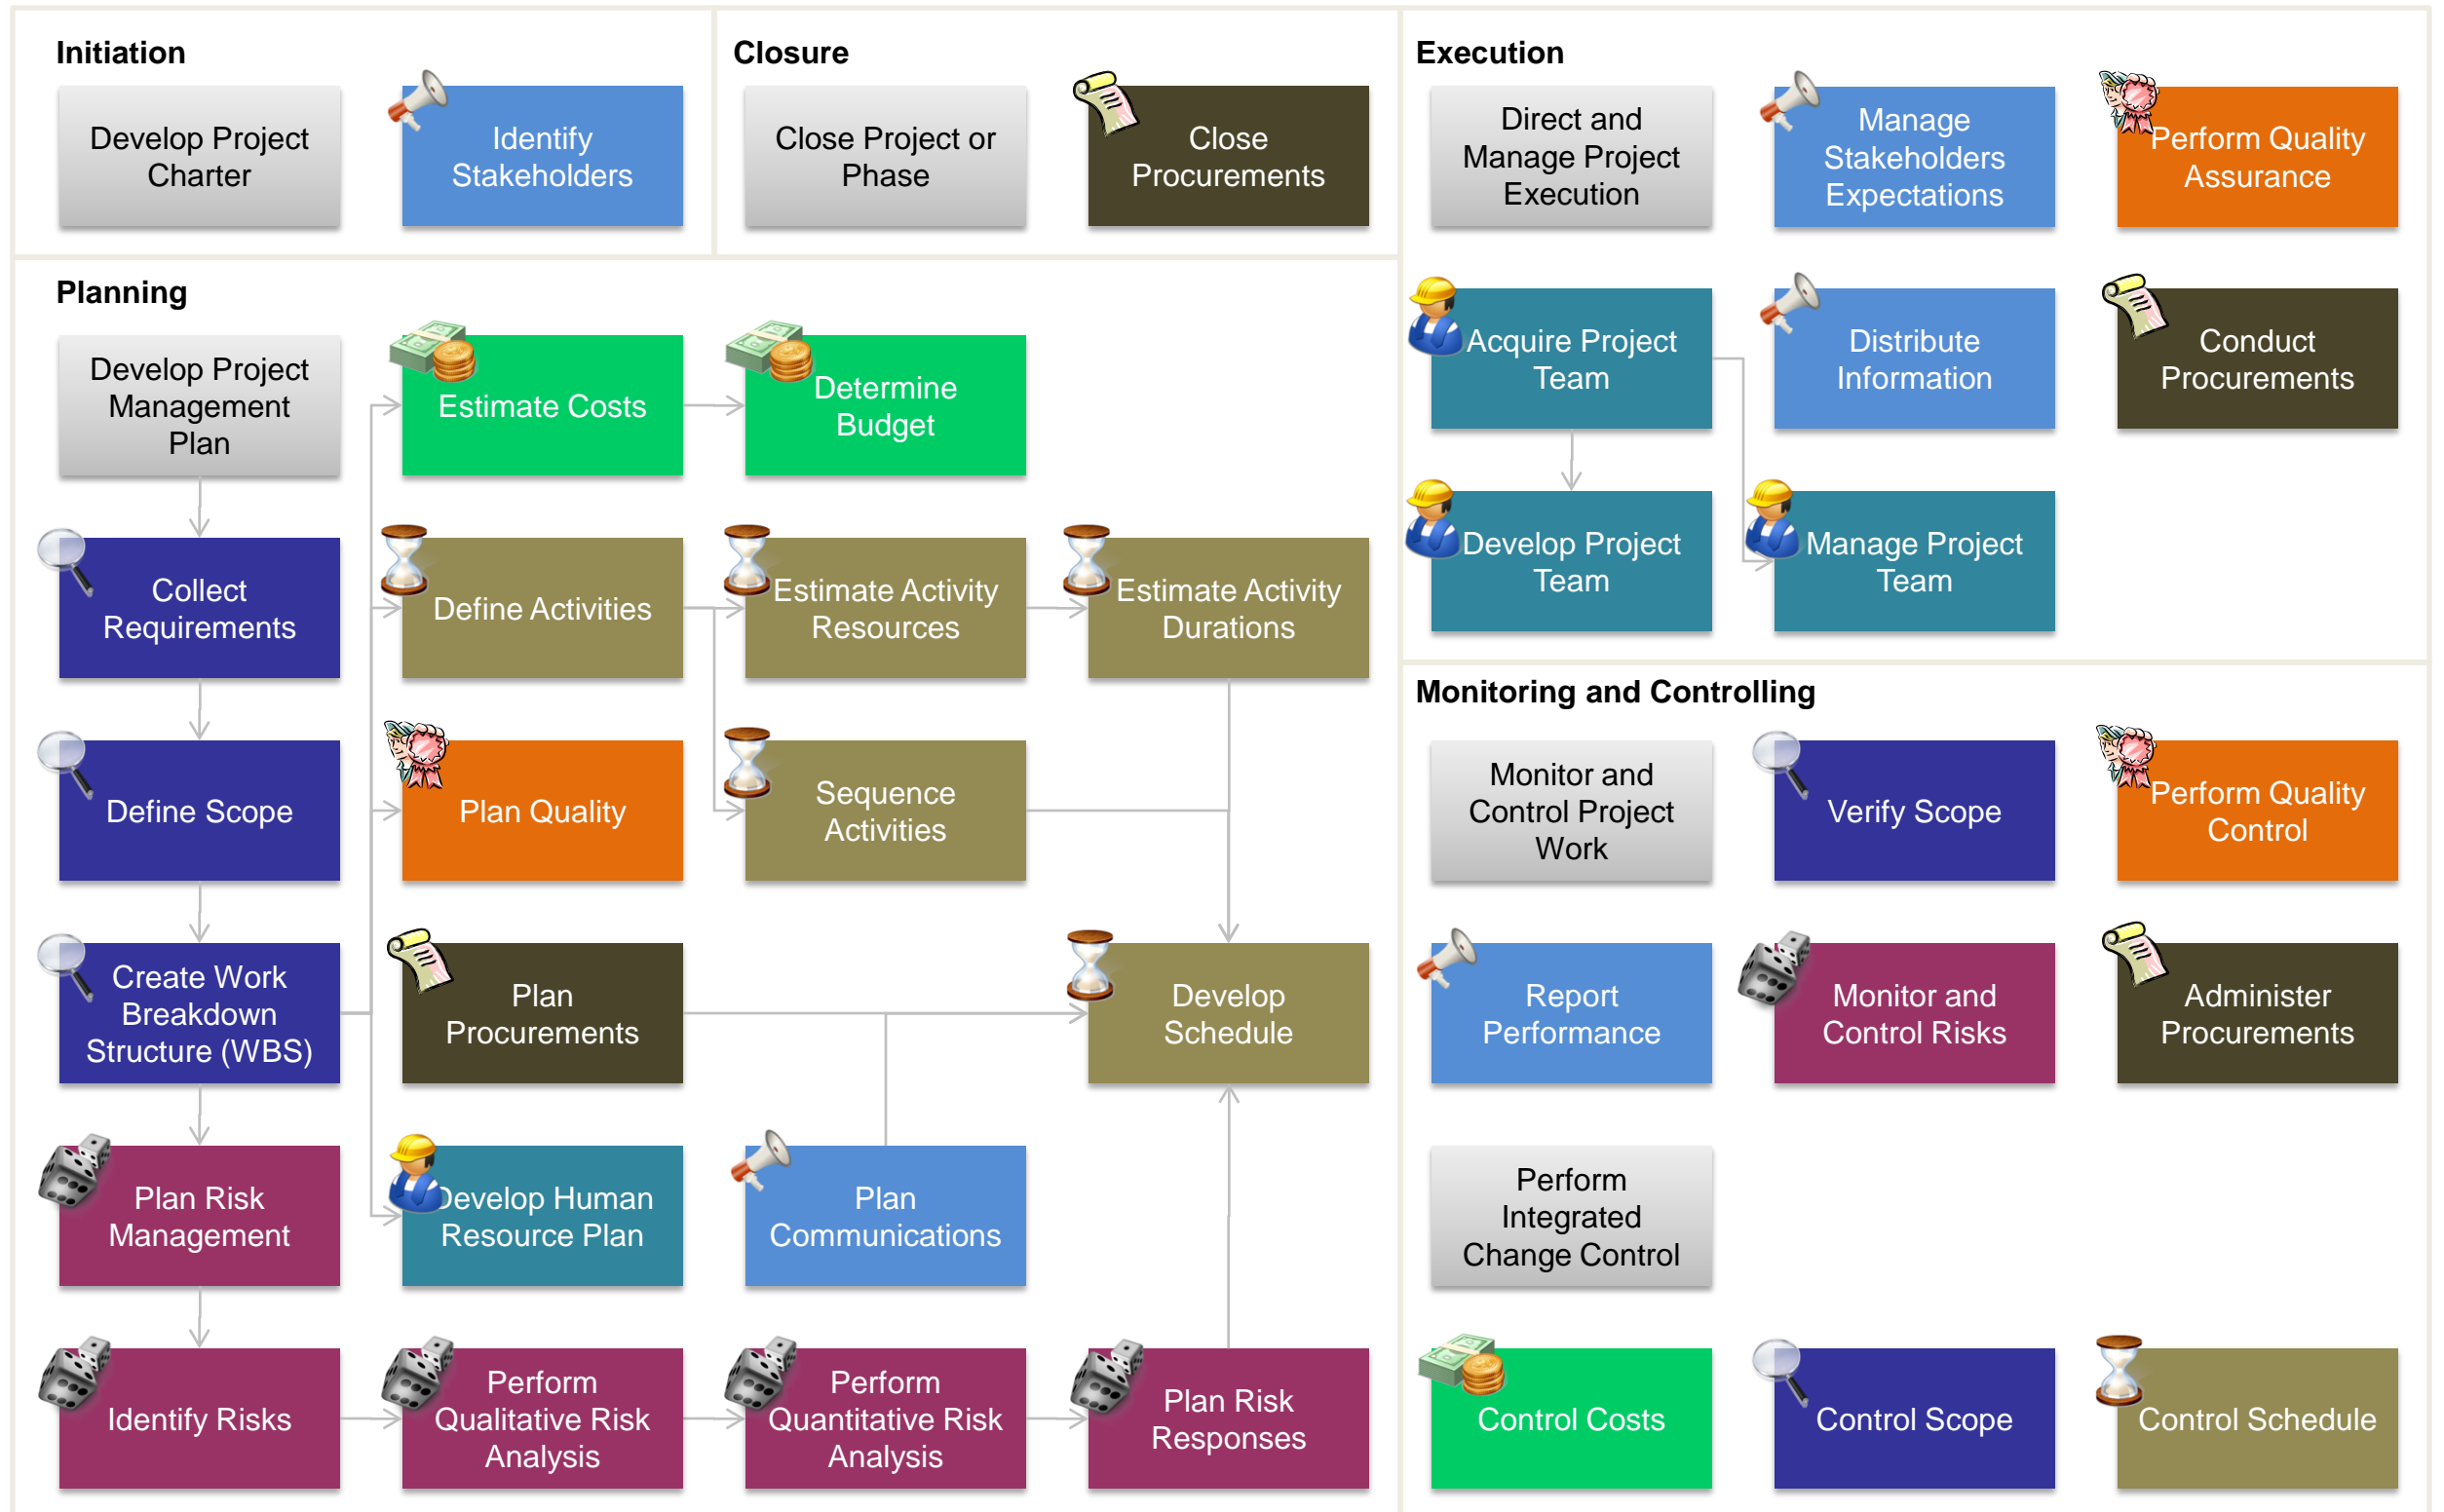 Initiation
Develop Project
Charter
Identify
Stakeholders
Closure
Close Project or
Phase
Close
Procurements
Planning
Develop Project
Management
Plan
Estimate Costs
Determine
Budget
Collect
Requirements
Define Activities
Estimate Activity
Resources
Estimate Activity
Durations
Define Scope
Plan Quality
Sequence
Activities
Create Work
Breakdown
Structure (WBS)
Plan
Procurements
Develop
Schedule
Plan Risk
Management
Develop Human
Resource Plan
Plan
Communications
Identify Risks
Perform
Qualitative Risk
Analysis
Perform
Quantitative Risk
Analysis
Plan Risk
Responses
Execution
Direct and
Manage Project
Execution
Manage
Stakeholders
Expectations
Perform Quality
Assurance
Acquire Project
Team
Distribute
Information
Conduct
Procurements
Develop Project
Team
Manage Project
Team
Monitoring and Controlling
Monitor and
Control Project
Work
Verify Scope
Perform Quality
Control
Report
Performance
Monitor and
Control Risks
Administer
Procurements
Perform
Integrated
Change Control
Control Costs
Control Scope
Control Schedule